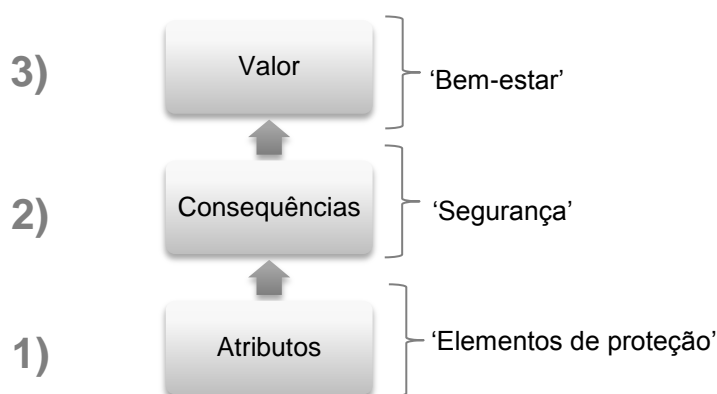 3)
Valor
‘Bem-estar’
2)
Consequências
‘Segurança’
1)
Atributos
‘Elementos de proteção’